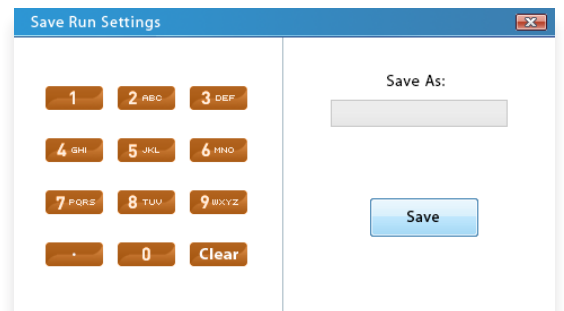 Save Run Settings
1 2 ABC 3 DEF
4 GHI 5 JKL 6 MNO
7 PQRS 8 TUV 9 WXYZ
. 0 Clear
Save As:
Save